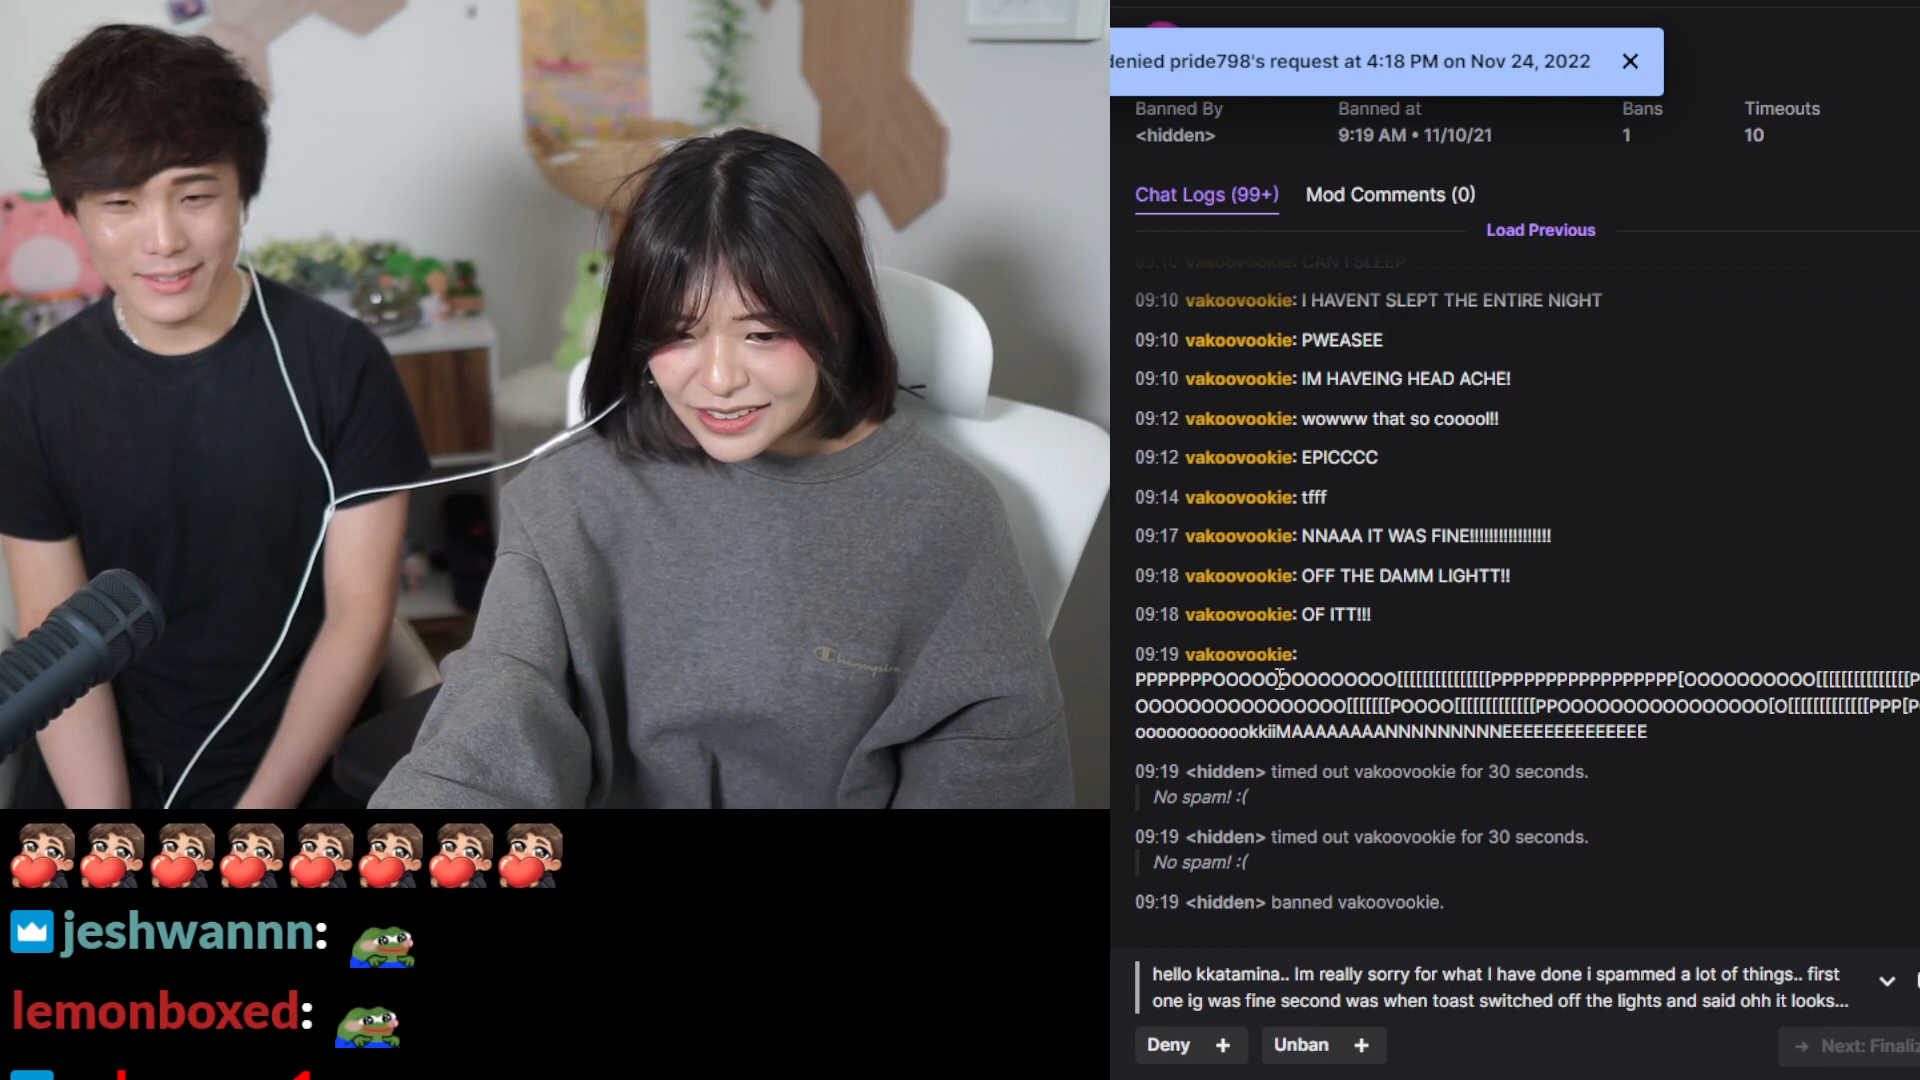 denied pride798's request at 4:18 PM on Nov 24, 2022
Banned By
Banned at
Bans
Timeouts
<hidden>
9:19 AM • 11/10/21
1
10
Chat Logs (99+)
Mod Comments (0)
Load Previous
vakoovookie: CAN I SLEEP
09:10 vakoovookie: I HAVENT SLEPT THE ENTIRE NIGHT
09:10 vakoovookie: PWEASEE
09:10 vakoovookie: IM HAVEING HEAD ACHE!
09:12 vakoovookie: wowww that so cooool!!!
09:12 vakoovookie: EPICCCC
09:14 vakoovookie: tfff
09:17 vakoovookie: NNAAA IT WAS FINE!!!!!!!!!!!!!!!!!
09:18 vakoovookie: OFF THE DAMM LIGHTT!!
09:18 vakoovookie: OF ITT!!!
09:19 vakoovookie:
oooooooooookkiiMAAAAAAAANNNNNNNNNEEEEEEEEEEEEEE
09:19 <hidden> timed out vakoovookie for 30 seconds.
No spam! :(
09:19 <hidden> timed out vakoovookie for 30 seconds.
No spam! :(
09:19 <hidden> banned vakoovookie.
hello kkatamina.. Im really sorry for what I have done i spammed a lot of things.. first
one ig was fine second was when toast switched off the lights and said ohh it looks...
Deny +
Unban +
→ Next:
Champion
jeshwannn:
lemonboxed: